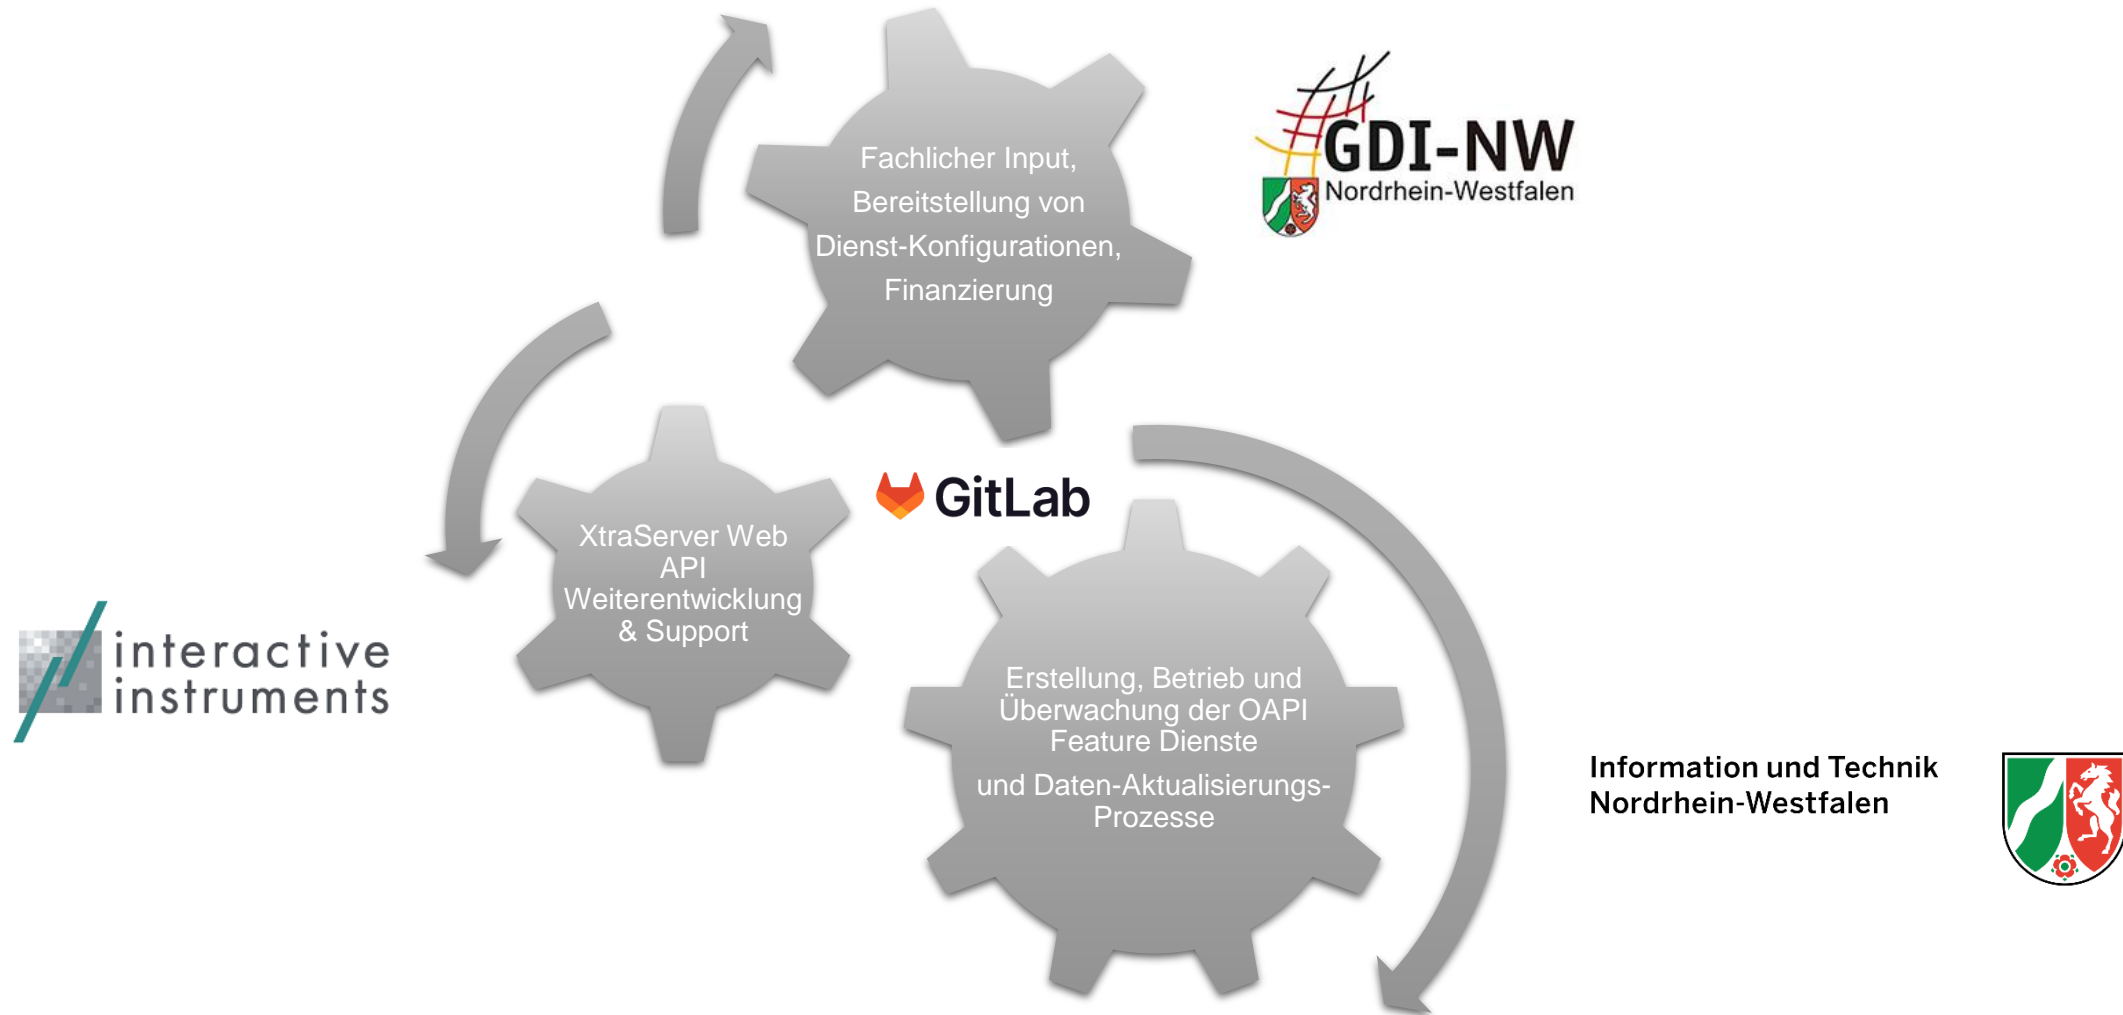 Fachlicher Input,
Bereitstellung von
Dienst-Konfigurationen,
Finanzierung
GDI-NW
Nordrhein-Westfalen
GitLab
XtraServer Web
API
Weiterentwicklung
& Support
interactive
instruments
Erstellung, Betrieb und
Überwachung der OAPI
Feature Dienste
und Daten-Aktualisierungs-
Prozesse
Information und Technik
Nordrhein-Westfalen